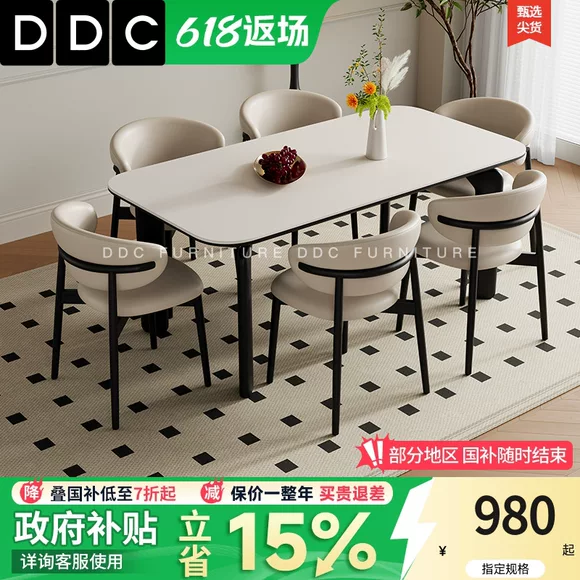 DDC
618返场
甄选
尖货
DDC FURNITURE DDC FURNITURE
部分地区 国补随时结束
降 叠国补低至7折起 减 保价一整年 买贵退差
政府补贴
详询客服使用
立省
15%
¥ 980 起
指定规格